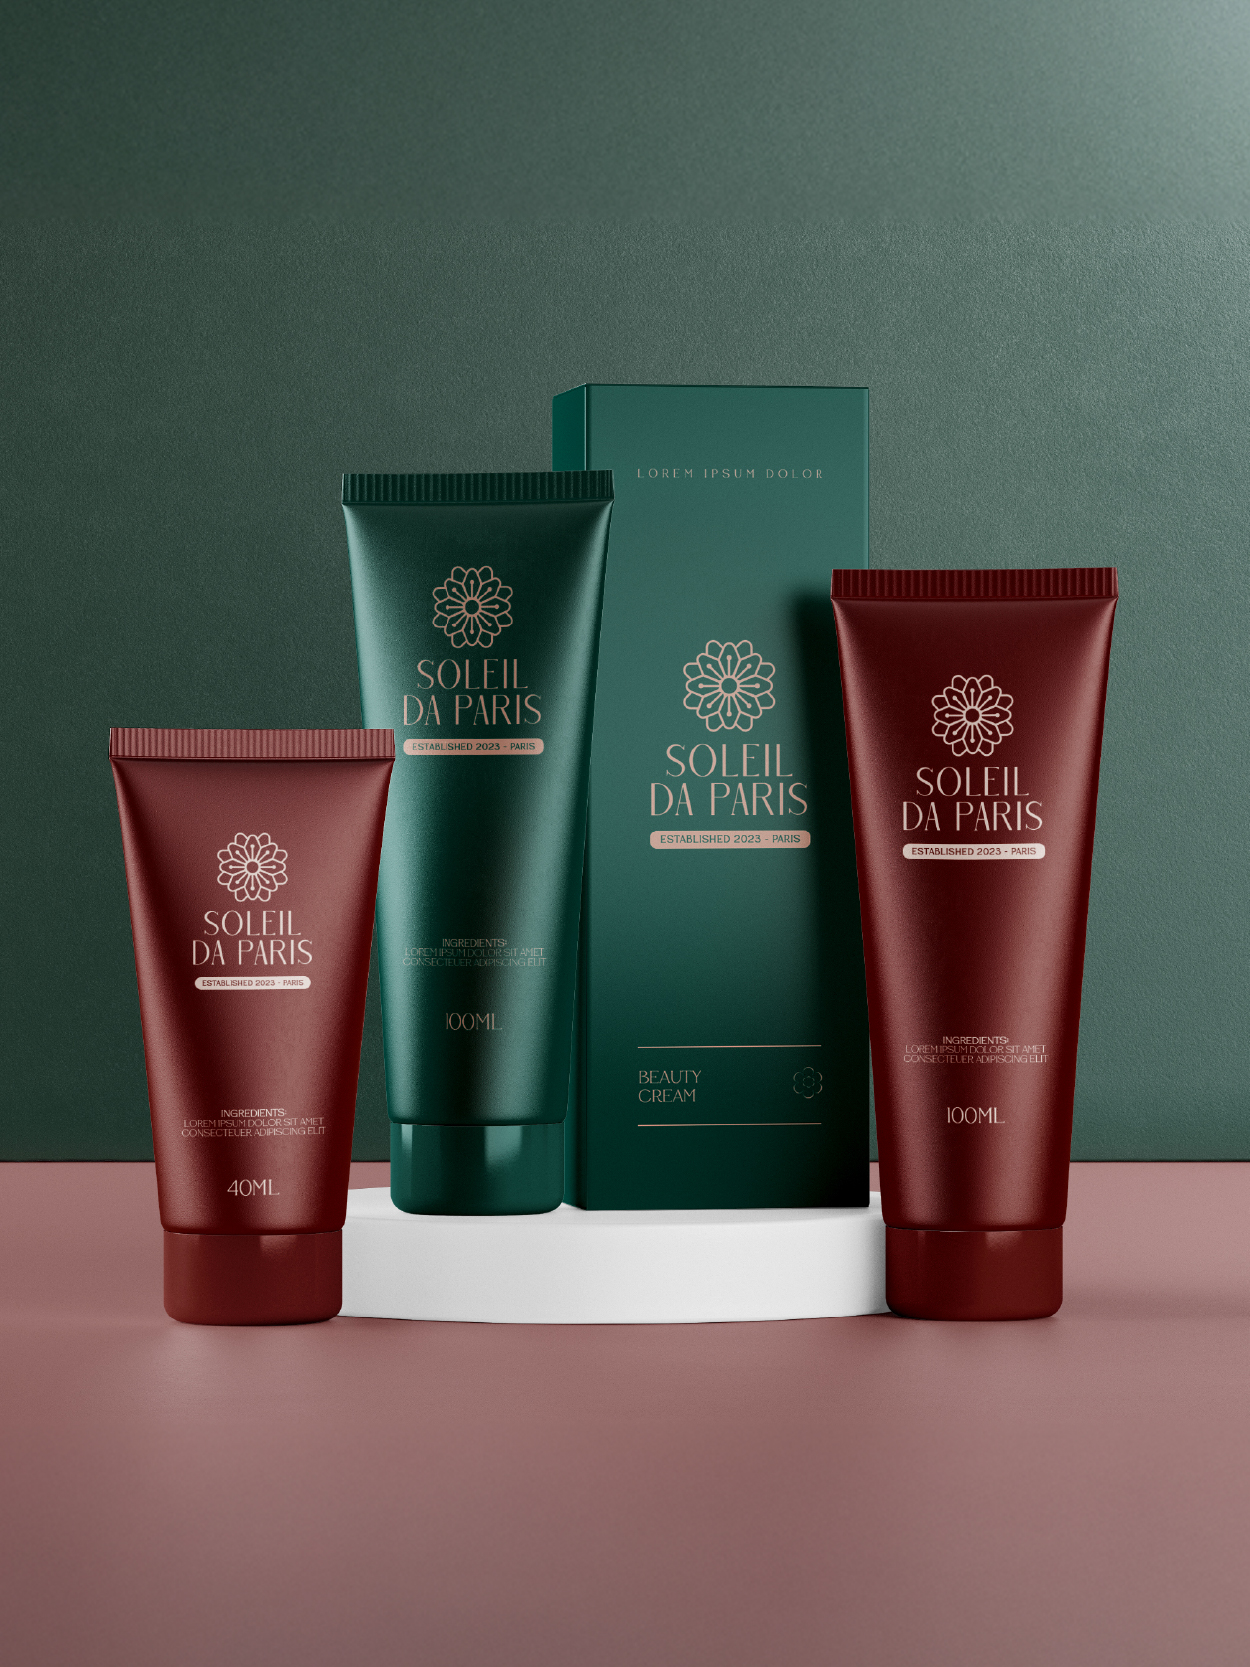 LOREM IPSUM DOLOR
SOLEIL
DA PARIS
ESTABLISHED 2023 - PARIS
INGREDIENTS:
LOREM IPSUM DOLOR SIT AMET
CONSECTEUER ADIPISCING ELIT
100ML
SOLEIL
DA PARIS
ESTABLISHED 2023 - PARIS
BEAUTY
CREAM
SOLEIL
DA PARIS
ESTABLISHED 2023 - PARIS
INGREDIENTS:
LOREM IPSUM DOLOR SIT AMET
CONSECTEUER ADIPISCING ELIT
100ML
SOLEIL
DA PARIS
ESTABLISHED 2023 - PARIS
INGREDIENTS:
LOREM IPSUM DOLOR SIT AMET
CONSECTEUER ADIPISCING ELIT
40ML